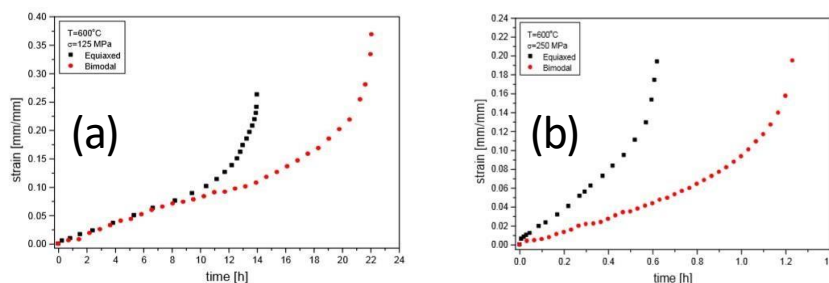 T=600°C
σ=125 MPa
Equiaxed
Bimodal
(a)
strain [mm/mm]
0.40
0.35
0.30
0.25
0.20
0.15
0.10
0.05
0.00
0 2 4 6 8 10 12 14 16 18 20 22 24
time [h]
T=600°C
σ=250 MPa
Equiaxed
Bimodal
(b)
strain [mm/mm]
0.24
0.22
0.20
0.18
0.16
0.14
0.12
0.10
0.08
0.06
0.04
0.02
0.00
0.0 0.2 0.4 0.6 0.8 1.0 1.2
time [h]